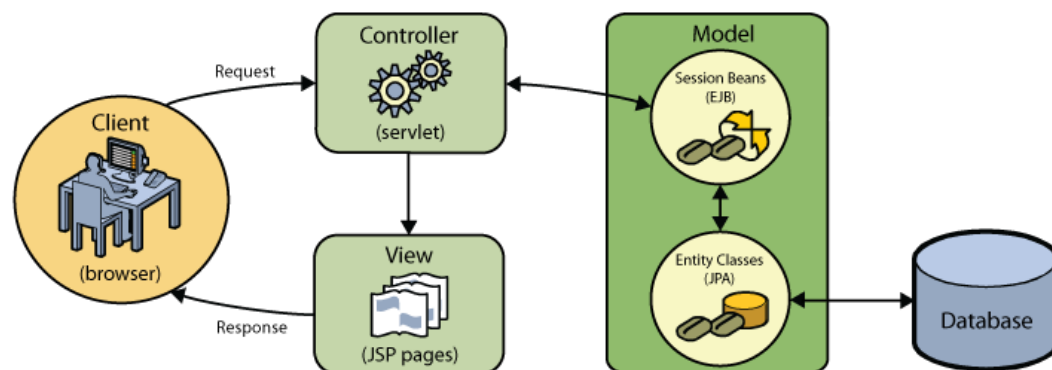 Client
(browser)
Request
Controller
(servlet)
View
(JSP pages)
Response
Model
Session Beans
(EJB)
Entity Classes
(JPA)
Database